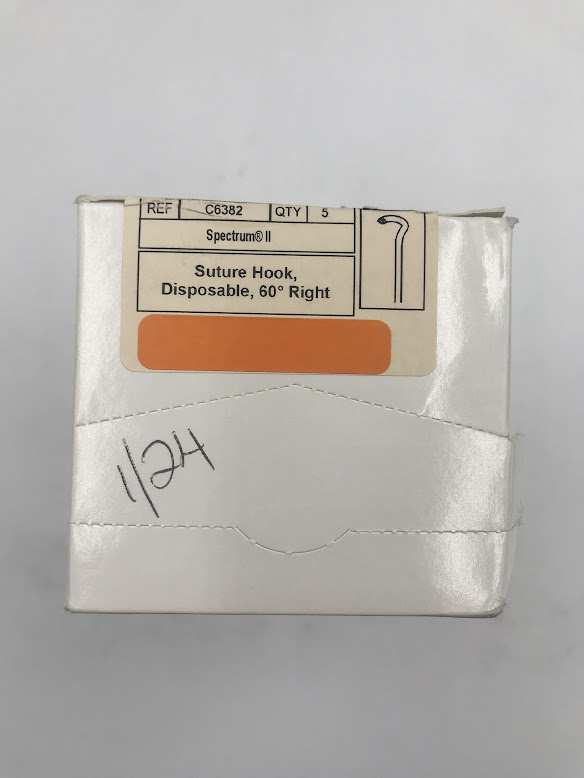 REF C6382 QTY 5
Spectrum® II
Suture Hook,
Disposable, 60° Right
1/24